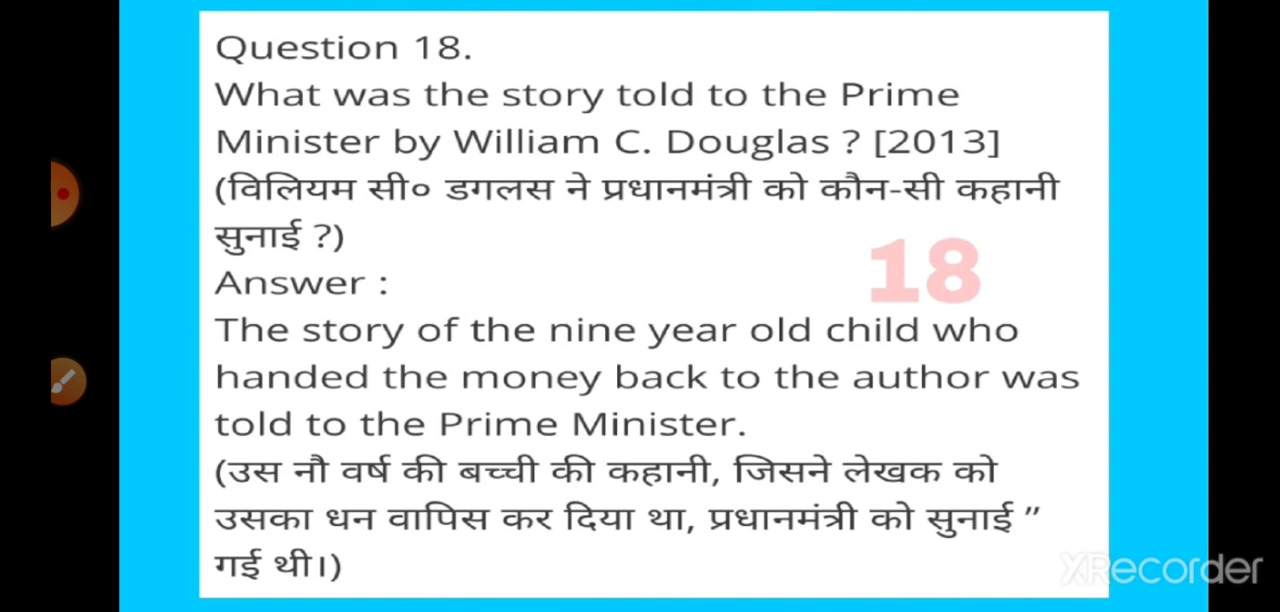 Question 18.
What was the story told to the Prime
Minister by William C. Douglas ? [2013]
(विलियम सी० डगलस ने प्रधानमंत्री को कौन-सी कहानी
सुनाई ?)
18
Answer :
The story of the nine year old child who
handed the money back to the author was
told to the Prime Minister.
(उस नौ वर्ष की बच्ची की कहानी, जिसने लेखक को
उसका धन वापिस कर दिया था, प्रधानमंत्री को सुनाई ”
गई थी।)
XRecorder